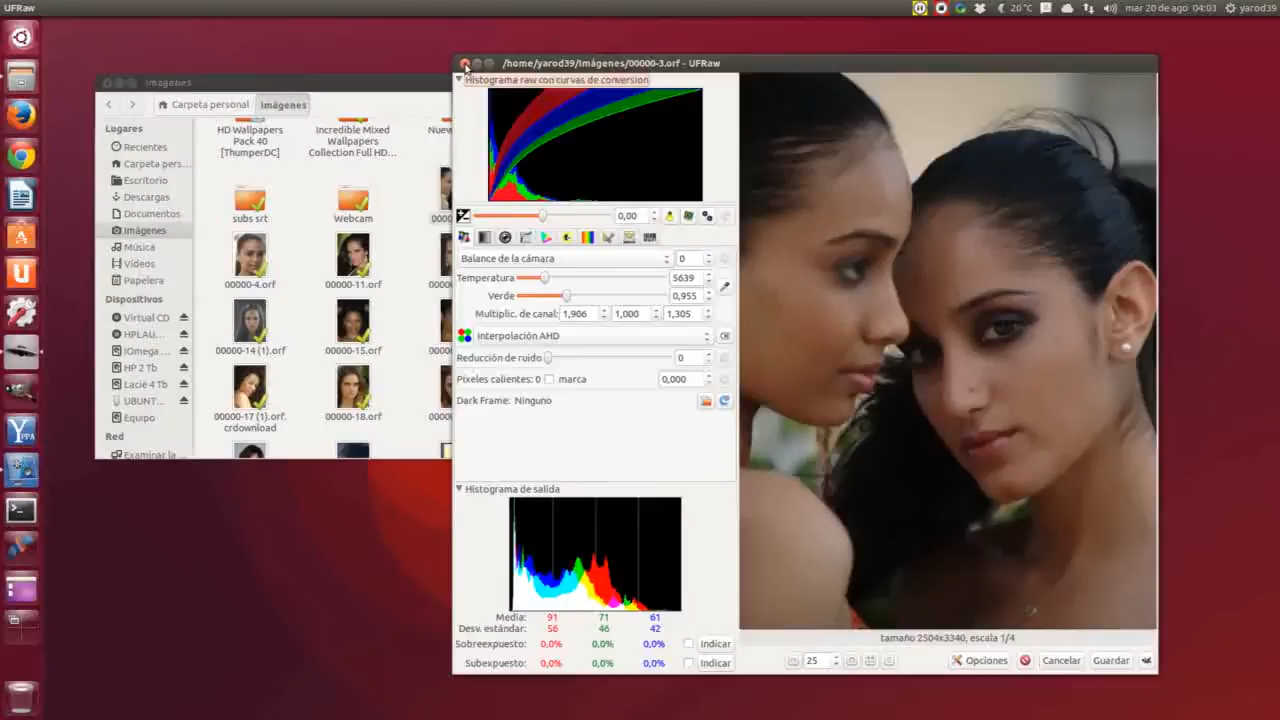 UFRaw
20 °C
mar 20 de ago 04:03
yarod39
Imágenes
Carpeta personal
Imágenes
Lugares
Recientes
Carpeta pers...
Escritorio
Descargas
Documentos
Imágenes
Música
Vídeos
Papelera
Dispositivos
Virtual CD
HPLAU...
IOmega ...
HP 2 Tb
Lacie 4 Tb
UBUNT...
Equipo
Red
Examinar la ...
HD Wallpapers
Pack 40
[ThumperDC]
Incredible Mixed
Wallpapers
Collection Full HD...
subs srt
Webcam
00000-4.orf
00000-11.orf
00000-14 (1).orf
00000-15.orf
00000-17 (1).orf.
crdownload
00000-18.orf
/home/yarod39/Imágenes/00000-3.orf - UFRaw
Histograma raw con curvas de conversión
0,00
Balance de la cámara
0
Temperatura
5639
Verde
0,955
Multiplic. de canal:
1,906
1,000
1,305
Interpolación AHD
Reducción de ruido
0
Píxeles calientes: 0
marca
0,000
Dark Frame: Ninguno
Histograma de salida
Media: 91 71 61
Desv. estándar: 56 46 42
Sobreexpuesto: 0,0% 0,0% 0,0% Indicar
Subexpuesto: 0,0% 0,0% 0,0% Indicar
tamaño 2504x3340, escala 1/4
25
Opciones
Cancelar
Guardar